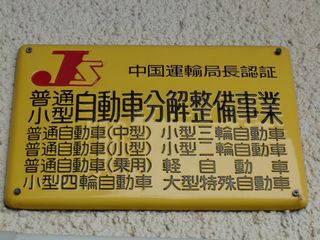 JS
中国運輸局長認証
普通
小型 自動車分解整備事業
普通自動車(中型) 小型三輪自動車
普通自動車(小型) 小型二輪自動車
普通自動車(乗用) 軽自動車
小型四輪自動車 大型特殊自動車